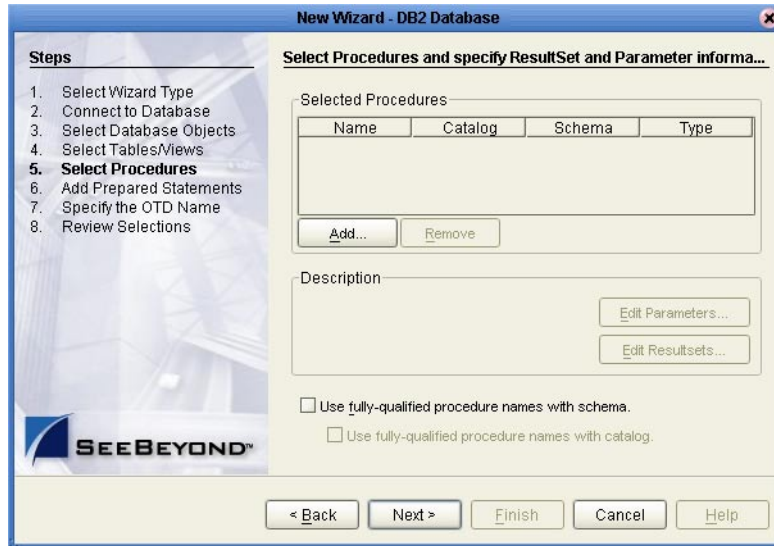 New Wizard - DB2 Database
Steps
1. Select Wizard Type
2. Connect to Database
3. Select Database Objects
4. Select Tables/Views
5. Select Procedures
6. Add Prepared Statements
7. Specify the OTD Name
8. Review Selections
SEEBEYOND™
Select Procedures and specify ResultSet and Parameter informa...
Selected Procedures
Name Catalog Schema Type
Add... Remove
Description
Edit Parameters...
Edit Resultsets...
Use fully-qualified procedure names with schema.
Use fully-qualified procedure names with catalog.
< Back Next > Finish Cancel Help